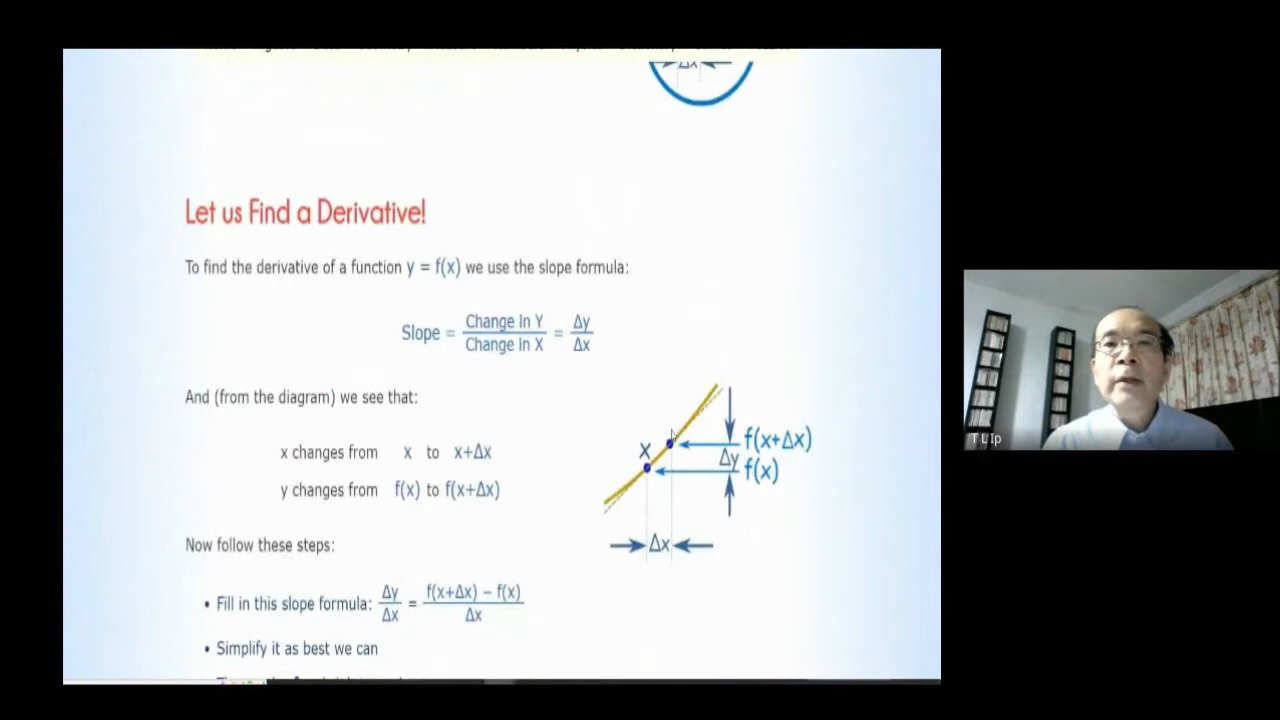 Δx
Let us Find a Derivative!
To find the derivative of a function y = f(x) we use the slope formula:
Slope = Change in Y / Change in X = Δy / Δx
And (from the diagram) we see that:
x changes from x to x+Δx
y changes from f(x) to f(x+Δx)
X
f(x+Δx)
Δy
f(x)
Δx
Now follow these steps:
• Fill in this slope formula: Δy / Δx = f(x+Δx) − f(x) / Δx
• Simplify it as best we can
T L Ip